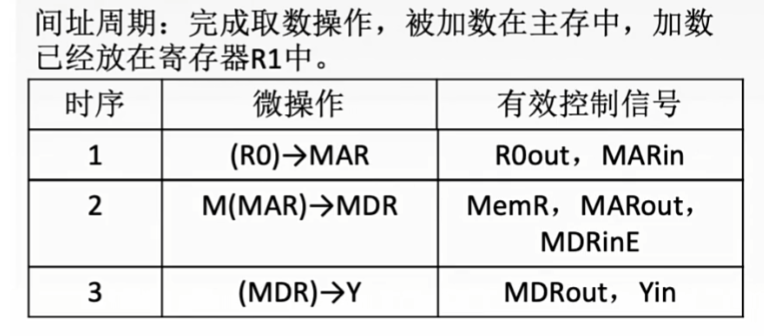 间址周期：完成取数操作，被加数在主存中，加数
已经放在寄存器R1中。
时序 微操作 有效控制信号
1 (R0)→MAR R0out，MARin
2 M(MAR)→MDR MemR，MARout，
MDRinE
3 (MDR)→Y MDRout，Yin